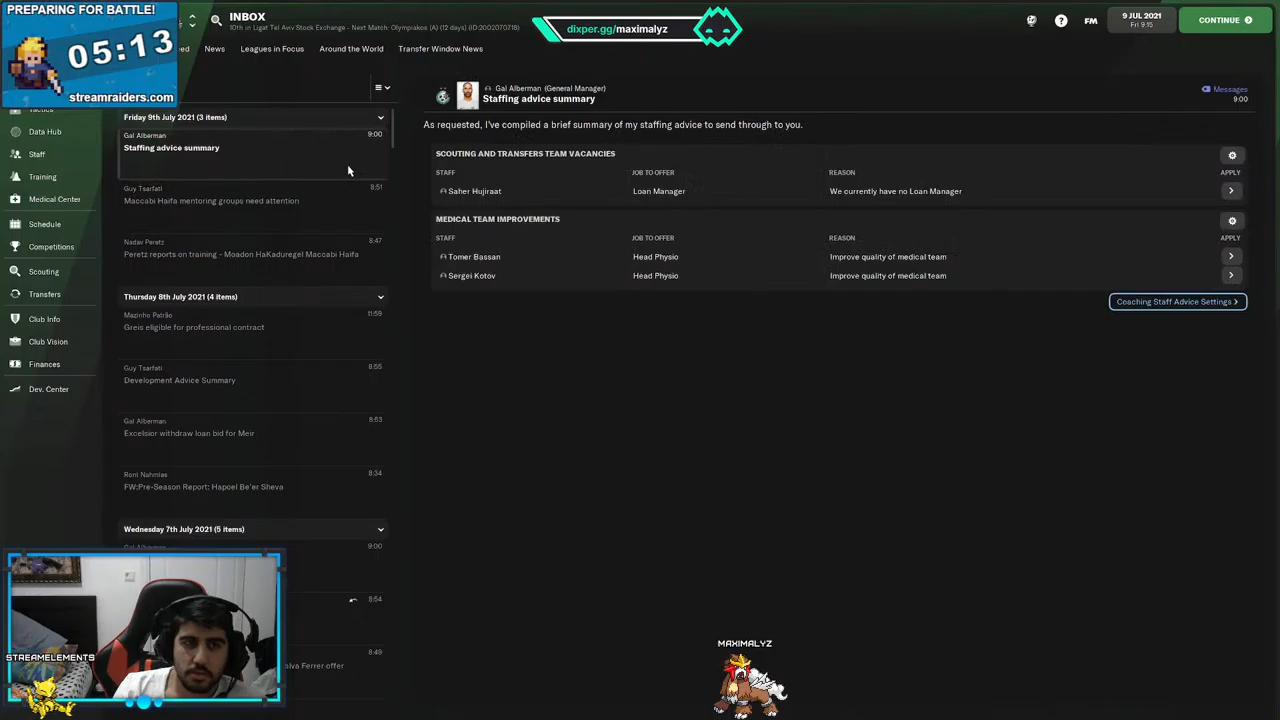 PREPARING FOR BATTLE!
05:13
streamraiders.com
INBOX
10th in Ligat Tel Aviv Stock Exchange - Next Match: Olympiakos (A) (12 days) (ID:2002070718)
dixper.gg/maximalyz
FM
9 JUL 2021
Fri 9:15
CONTINUE
News
Leagues in Focus
Around the World
Transfer Window News
Tactics
Data Hub
Staff
Training
Medical Center
Schedule
Competitions
Scouting
Transfers
Club Info
Club Vision
Finances
Dev. Center
Friday 9th July 2021 (3 items)
Gal Alberman
9:00
Staffing advice summary
Guy Tsarfati
8:51
Maccabi Haifa mentoring groups need attention
Nadav Peretz
8:47
Peretz reports on training - Moadon HaKaduregel Maccabi Haifa
Thursday 8th July 2021 (4 items)
Mazinho Patrão
11:59
Greis eligible for professional contract
Guy Tsarfati
8:55
Development Advice Summary
Gal Alberman
8:53
Excelsior withdraw loan bid for Meir
Roni Nahmias
8:34
FW:Pre-Season Report: Hapoel Be'er Sheva
Wednesday 7th July 2021 (5 items)
Gal Alberman
9:00
8:54
8:49
alva Ferrer offer
Gal Alberman (General Manager)
Staffing advice summary
Messages
9:00
As requested, I've compiled a brief summary of my staffing advice to send through to you.
SCOUTING AND TRANSFERS TEAM VACANCIES
STAFF JOB TO OFFER REASON APPLY
Saher Hujiraat Loan Manager We currently have no Loan Manager
MEDICAL TEAM IMPROVEMENTS
STAFF JOB TO OFFER REASON APPLY
Tomer Bassan Head Physio Improve quality of medical team
Sergei Kotov Head Physio Improve quality of medical team
Coaching Staff Advice Settings
STREAMELEMENTS
MAXIMALYZ